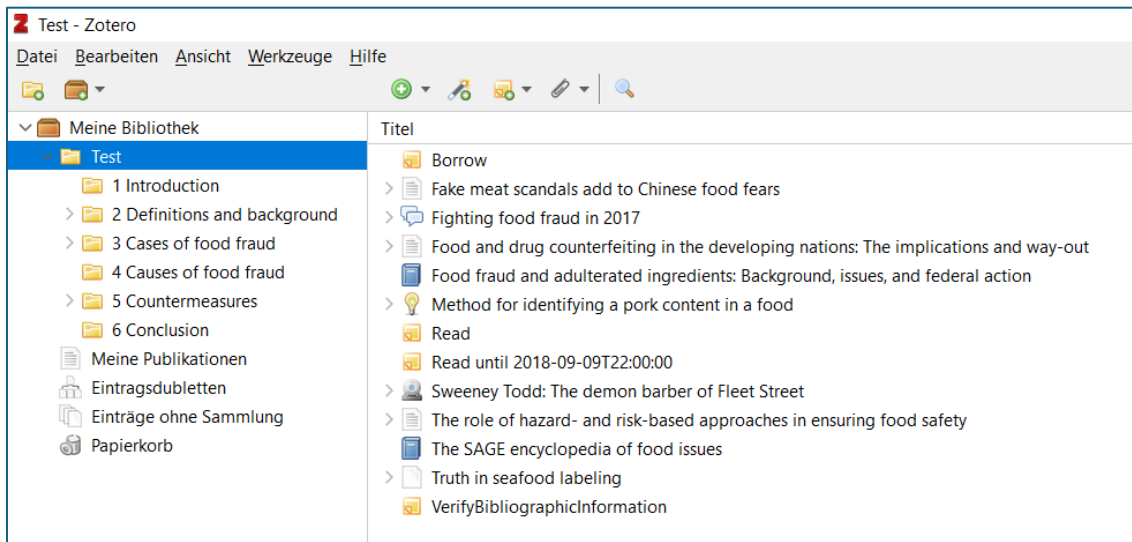 Test - Zotero
Datei Bearbeiten Ansicht Werkzeuge Hilfe
Meine Bibliothek
Test
1 Introduction
2 Definitions and background
3 Cases of food fraud
4 Causes of food fraud
5 Countermeasures
6 Conclusion
Meine Publikationen
Eintragsdubletten
Einträge ohne Sammlung
Papierkorb
Titel
Borrow
Fake meat scandals add to Chinese food fears
Fighting food fraud in 2017
Food and drug counterfeiting in the developing nations: The implications and way-out
Food fraud and adulterated ingredients: Background, issues, and federal action
Method for identifying a pork content in a food
Read
Read until 2018-09-09T22:00:00
Sweeney Todd: The demon barber of Fleet Street
The role of hazard- and risk-based approaches in ensuring food safety
The SAGE encyclopedia of food issues
Truth in seafood labeling
VerifyBibliographicInformation